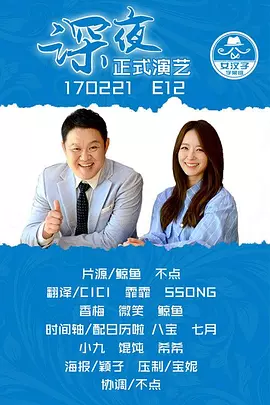 深夜
正式演艺
女汉子
字幕组
170221 E12
片源/鲸鱼 不点
翻译/CICI 霏霏 SSONG
香梅 微笑 鲸鱼
时间轴/配日历啦 八宝 七月
小九 馄饨 希希
海报/颖子 压制/宝妮
协调/不点